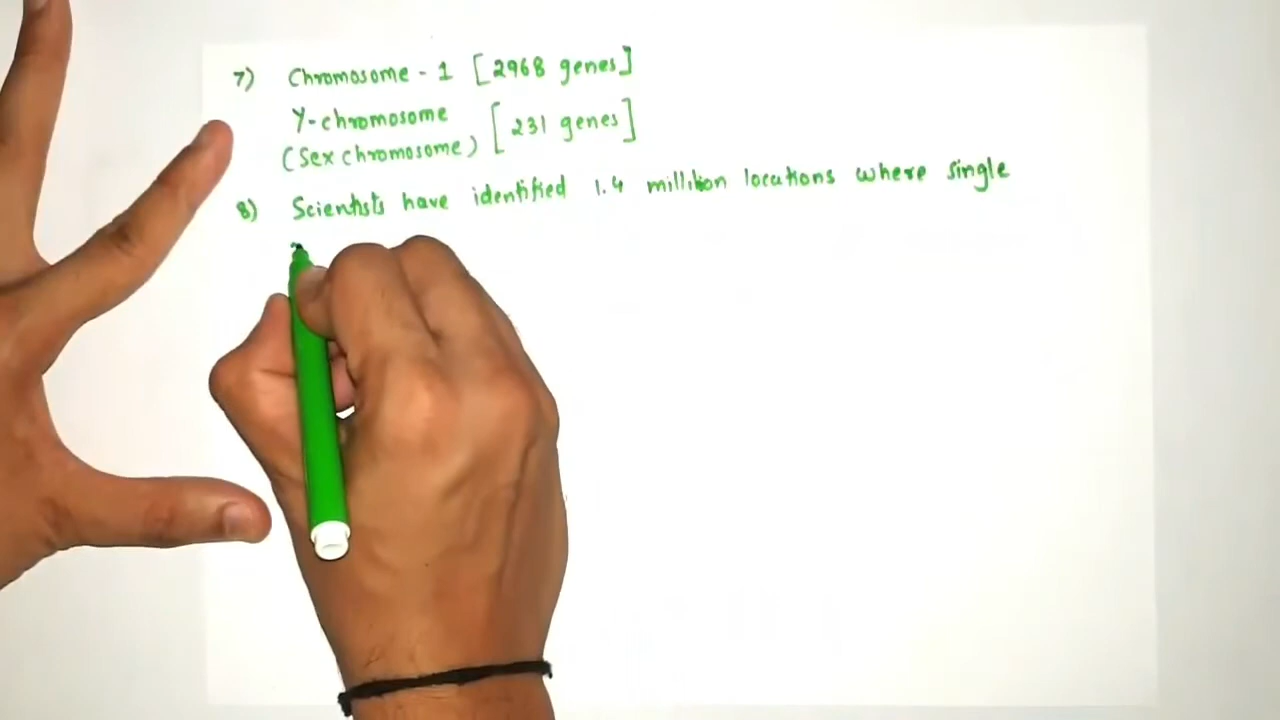 7) Chromosome - 1 [2968 genes]
Y-chromosome
(Sex chromosome) [231 genes]
8) Scientists have identified 1.4 million locations where single